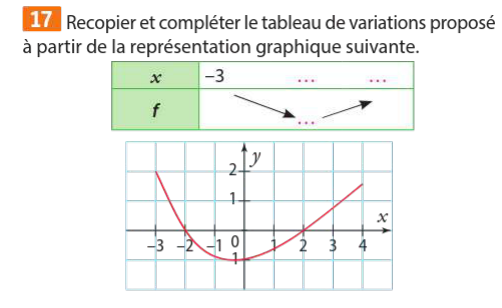 17 Recopier et compléter le tableau de variations proposé
à partir de la représentation graphique suivante.
x -3 ... ...
f ...
y
2
1
x
-3 -2 -1 0 1 2 3 4
1